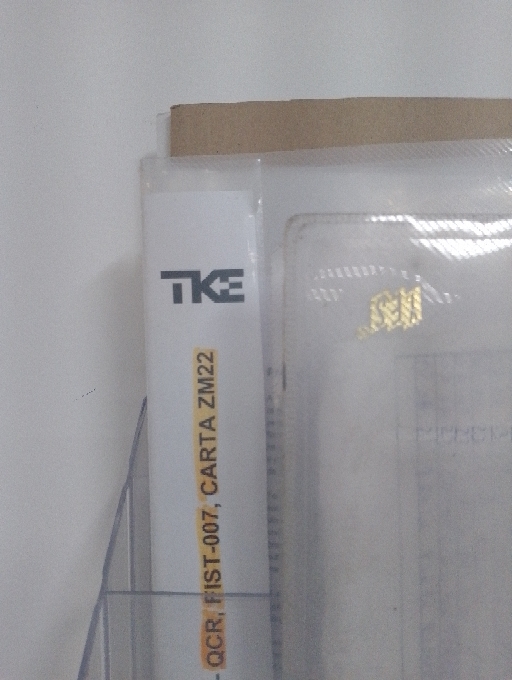 TKE
- QCR, FIST-007, CARTA ZM22